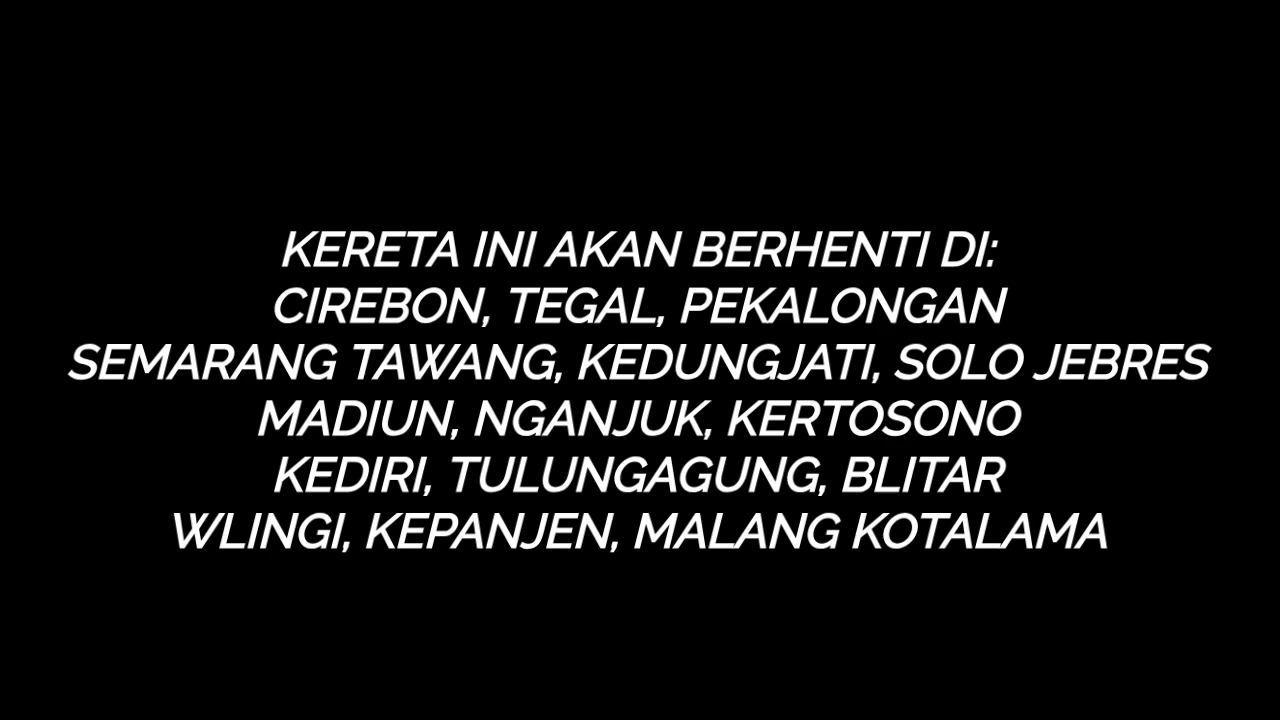 KERETA INI AKAN BERHENTI DI:
CIREBON, TEGAL, PEKALONGAN
SEMARANG TAWANG, KEDUNGJATI, SOLO JEBRES
MADIUN, NGANJUK, KERTOSONO
KEDIRI, TULUNGAGUNG, BLITAR
WLINGI, KEPANJEN, MALANG KOTALAMA